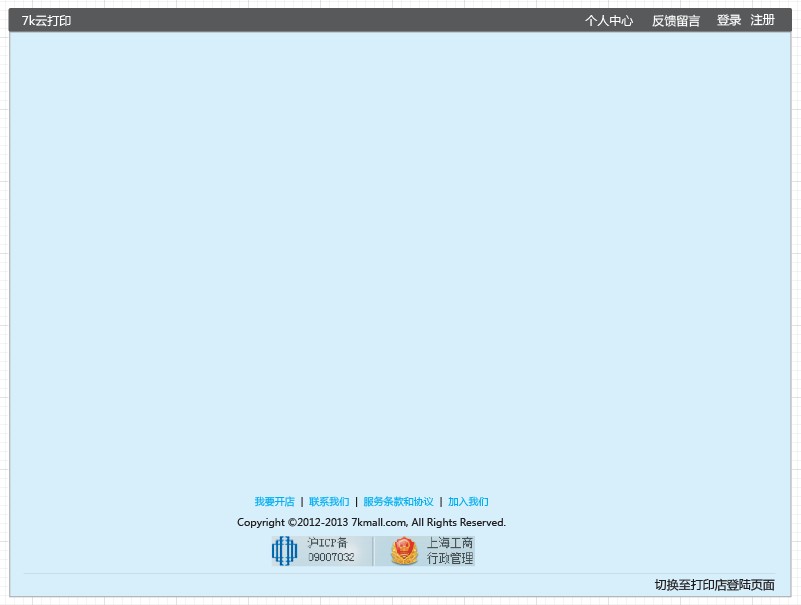 7k云打印 个人中心 反馈留言 登录 注册
我要开店 | 联系我们 | 服务条款和协议 | 加入我们
Copyright ©2012-2013 7kmall.com, All Rights Reserved.
沪ICP备 上海工商
09007032 行政管理
切换至打印店登陆页面